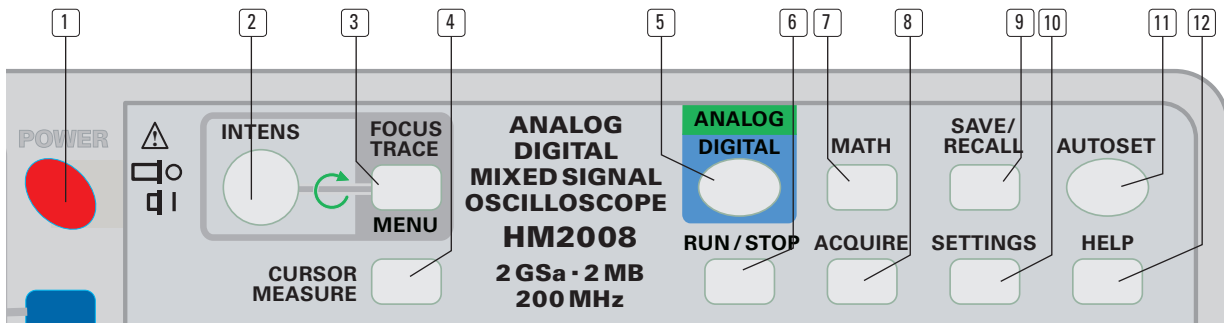 1
2
3
4
5
6
7
8
9
10
11
12
POWER
INTENS
FOCUS
TRACE
MENU
CURSOR
MEASURE
ANALOG
DIGITAL
MIXED SIGNAL
OSCILLOSCOPE
HM2008
2 GSa · 2 MB
200 MHz
ANALOG
DIGITAL
RUN / STOP
MATH
ACQUIRE
SAVE/
RECALL
SETTINGS
AUTOSET
HELP